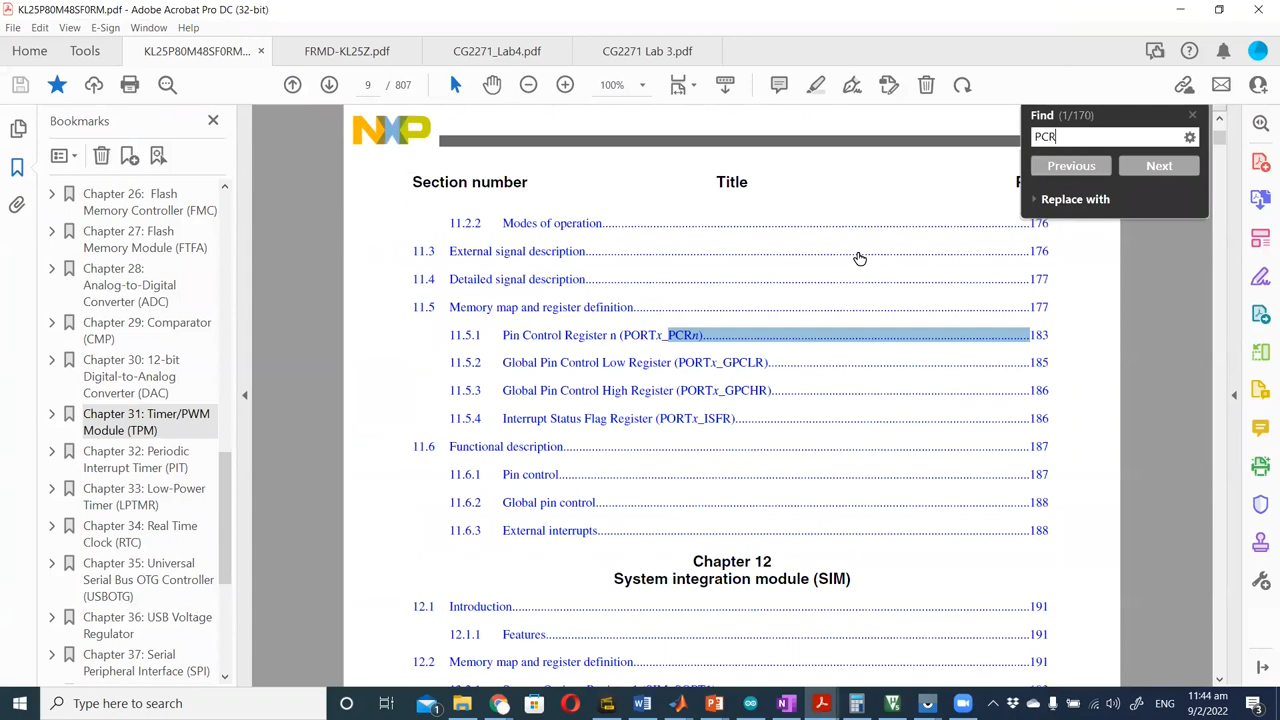 KL25P80M48SF0RM.pdf - Adobe Acrobat Pro DC (32-bit)
File Edit View E-Sign Window Help
Home Tools KL25P80M48SF0RM... × FRMD-KL25Z.pdf CG2271_Lab4.pdf CG2271 Lab 3.pdf
9 / 807 100%
Bookmarks
Chapter 26: Flash
Memory Controller (FMC)
Chapter 27: Flash
Memory Module (FTFA)
Chapter 28:
Analog-to-Digital
Converter (ADC)
Chapter 29: Comparator
(CMP)
Chapter 30: 12-bit
Digital-to-Analog
Converter (DAC)
Chapter 31: Timer/PWM
Module (TPM)
Chapter 32: Periodic
Interrupt Timer (PIT)
Chapter 33: Low-Power
Timer (LPTMR)
Chapter 34: Real Time
Clock (RTC)
Chapter 35: Universal
Serial Bus OTG Controller
(USBOTG)
Chapter 36: USB Voltage
Regulator
Chapter 37: Serial
Peripheral Interface (SPI)
NXP
Section number Title
11.2.2 Modes of operation 176
11.3 External signal description 176
11.4 Detailed signal description 177
11.5 Memory map and register definition 177
11.5.1 Pin Control Register n (PORTx_PCRn) 183
11.5.2 Global Pin Control Low Register (PORTx_GPCLR) 185
11.5.3 Global Pin Control High Register (PORTx_GPCHR) 186
11.5.4 Interrupt Status Flag Register (PORTx_ISFR) 186
11.6 Functional description 187
11.6.1 Pin control 187
11.6.2 Global pin control 188
11.6.3 External interrupts 188
Chapter 12
System integration module (SIM)
12.1 Introduction 191
12.1.1 Features 191
12.2 Memory map and register definition 191
Find (1/170)
PCR
Previous Next
Replace with
Type here to search
ENG
11:44 am
9/2/2022